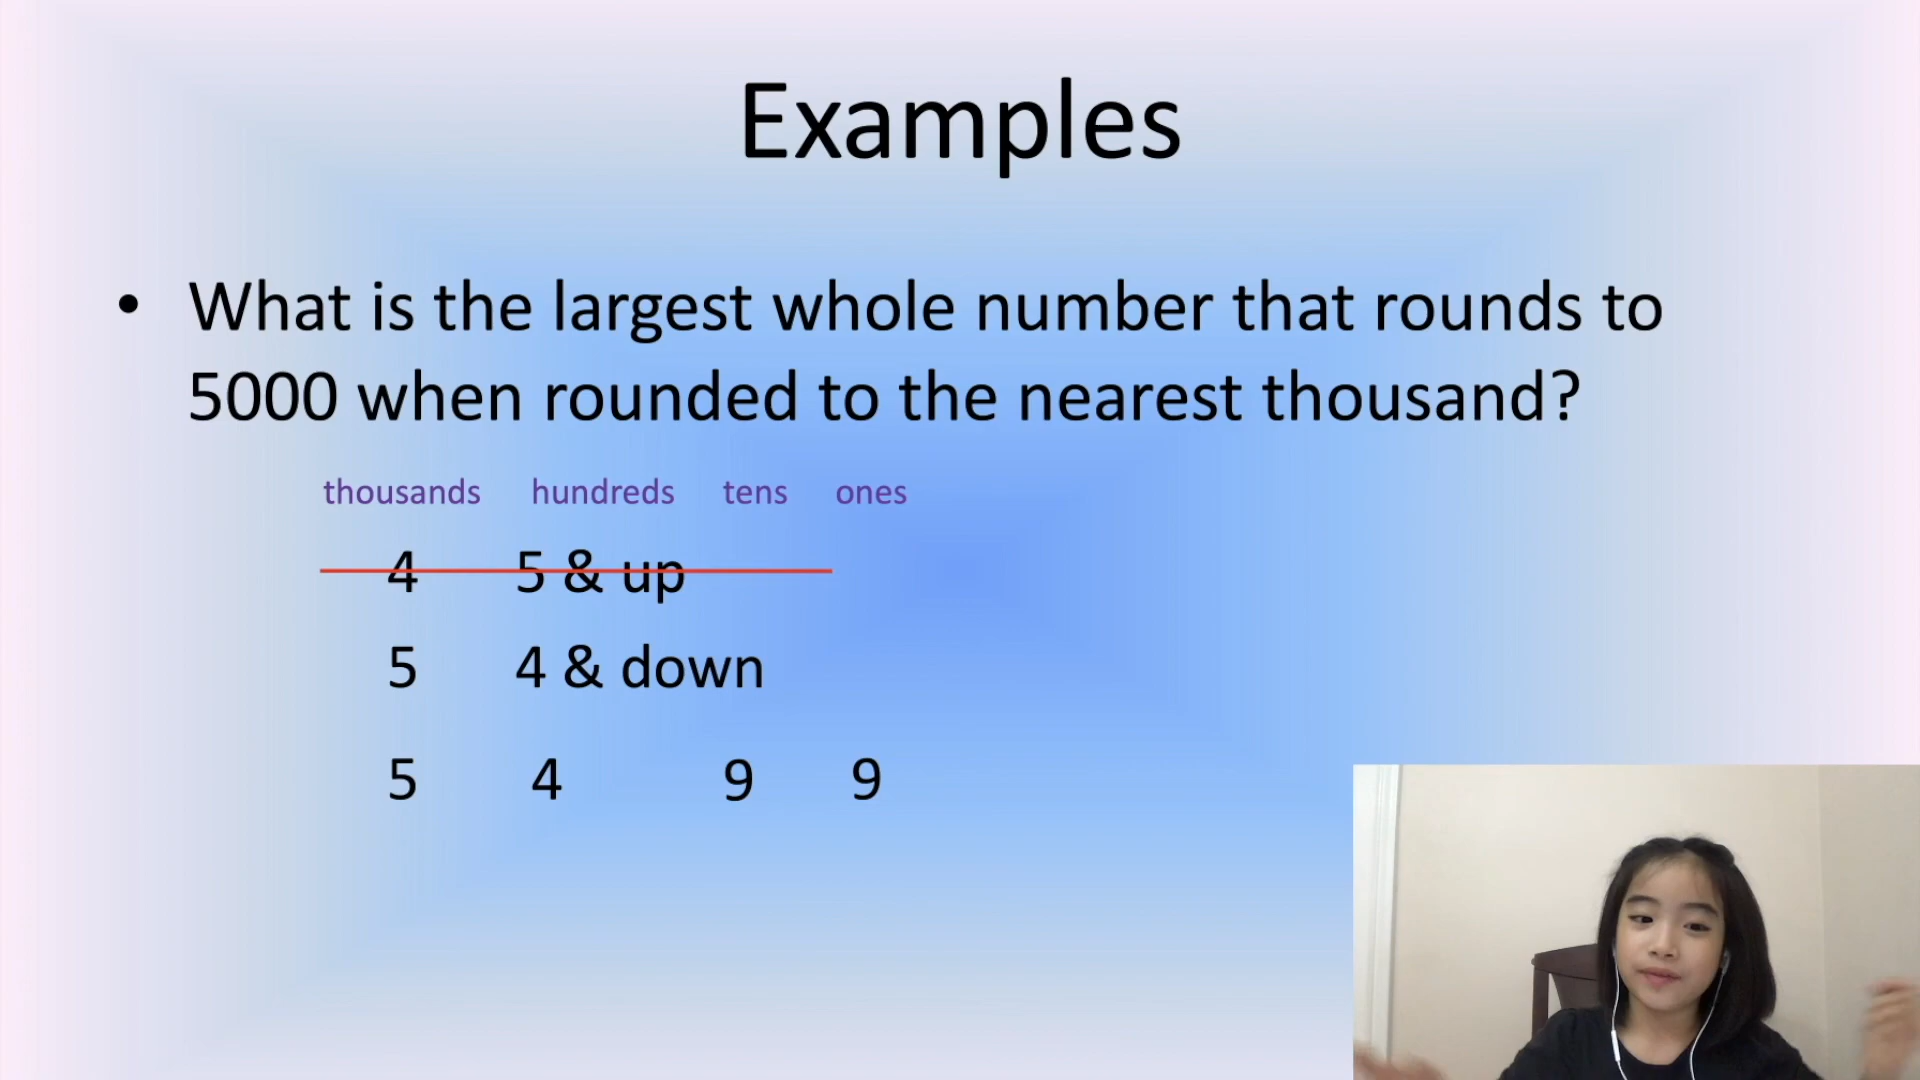 Examples
• What is the largest whole number that rounds to
5000 when rounded to the nearest thousand?
thousands hundreds tens ones
4 5 & up
5 4 & down
5 4 9 9